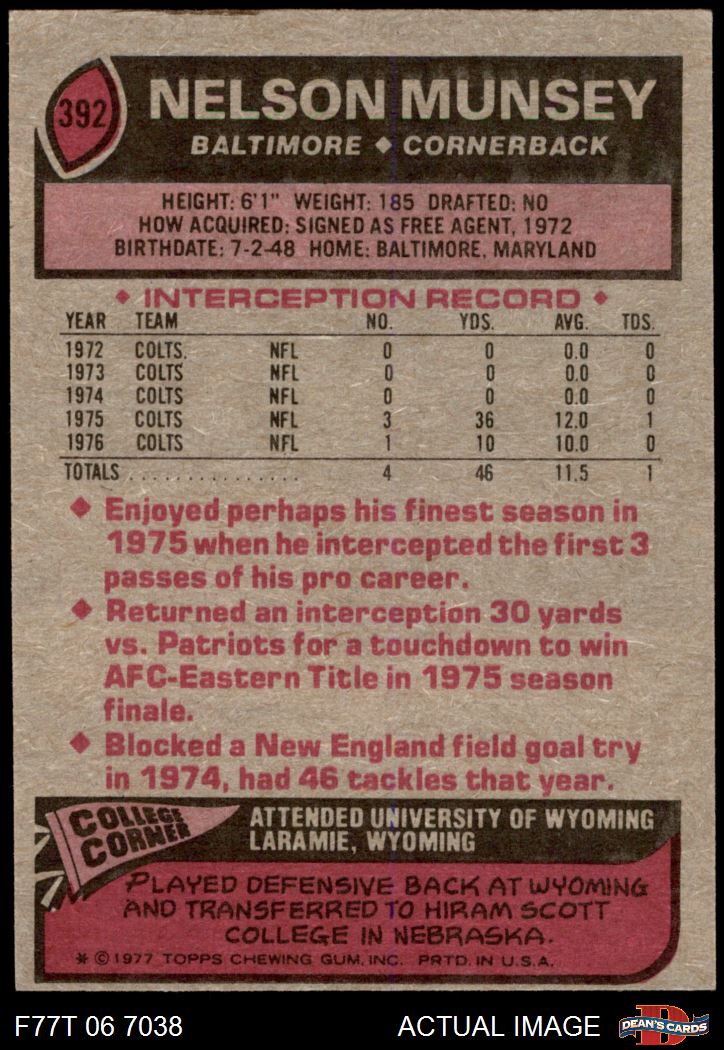 392
NELSON MUNSEY
BALTIMORE ◆ CORNERBACK
HEIGHT: 6'1" WEIGHT: 185 DRAFTED: NO
HOW ACQUIRED: SIGNED AS FREE AGENT, 1972
BIRTHDATE: 7-2-48 HOME: BALTIMORE, MARYLAND
◆ INTERCEPTION RECORD ◆
YEAR TEAM NO. YDS. AVG. TDS.
1972 COLTS. NFL 0 0 0.0 0
1973 COLTS NFL 0 0 0.0 0
1974 COLTS NFL 0 0 0.0 0
1975 COLTS NFL 3 36 12.0 1
1976 COLTS NFL 1 10 10.0 0
TOTALS . . . . . . . . . . . . . . . . 4 46 11.5 1
◆ Enjoyed perhaps his finest season in
1975 when he intercepted the first 3
passes of his pro career.
◆ Returned an interception 30 yards
vs. Patriots for a touchdown to win
AFC-Eastern Title in 1975 season
finale.
◆ Blocked a New England field goal try
in 1974, had 46 tackles that year.
COLLEGE
CORNER
ATTENDED UNIVERSITY OF WYOMING
LARAMIE, WYOMING
PLAYED DEFENSIVE BACK AT WYOMING
AND TRANSFERRED TO HIRAM SCOTT
COLLEGE IN NEBRASKA.
* © 1977 TOPPS CHEWING GUM, INC. PRTD. IN U.S.A.
F77T 06 7038 ACTUAL IMAGE
D
DEAN'S CARDS